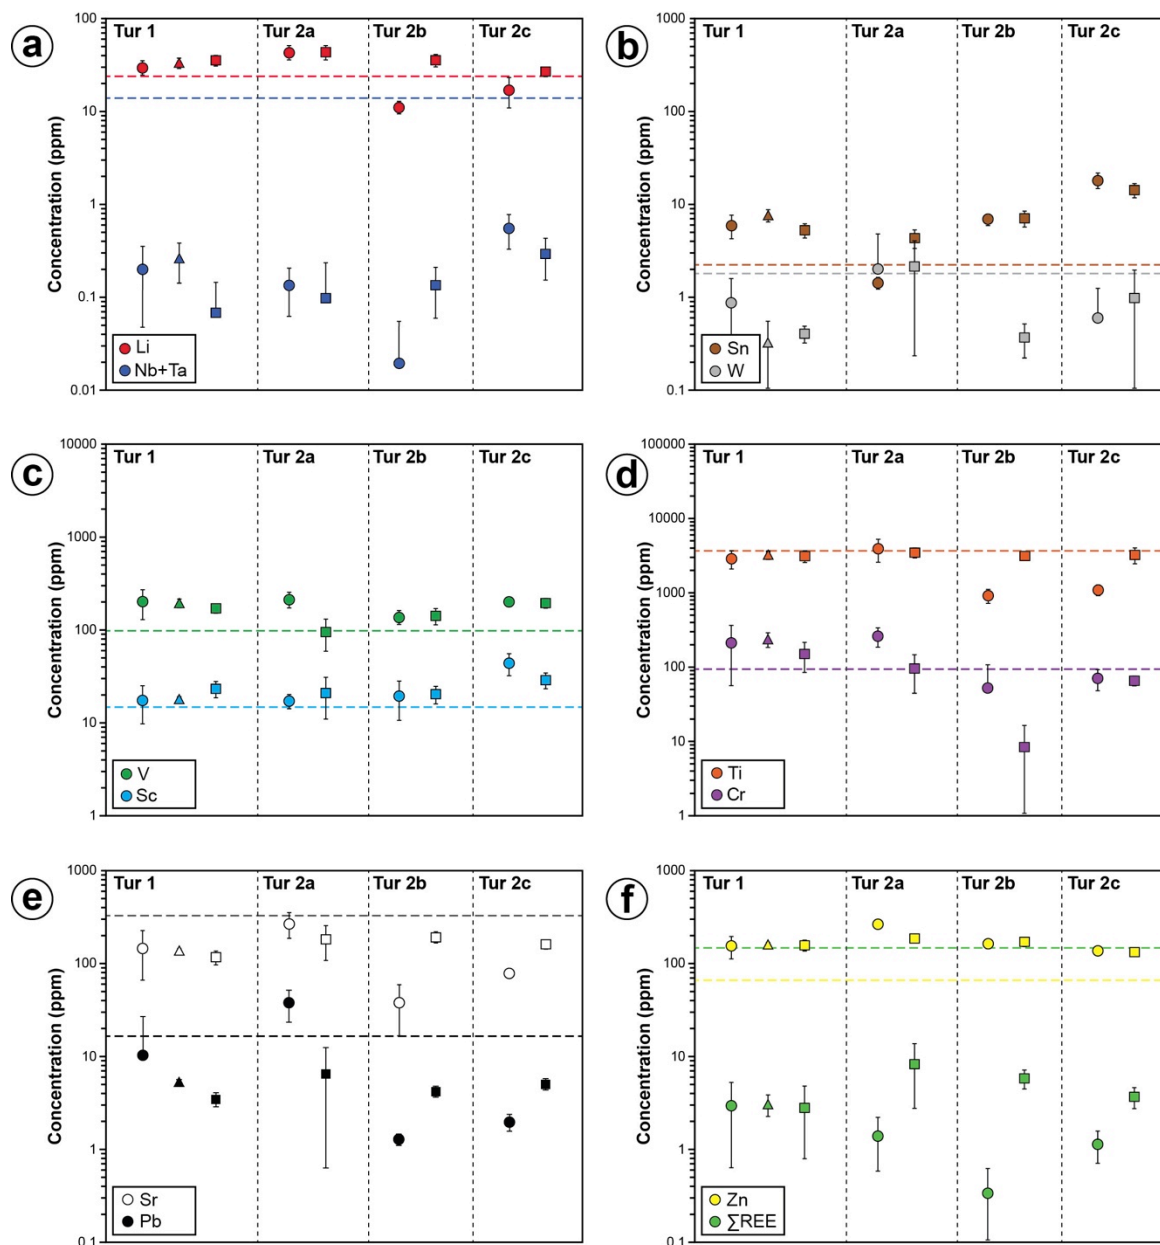 a
Tur 1 Tur 2a Tur 2b Tur 2c
Concentration (ppm)
100
10
1
0.1
0.01
Li
Nb+Ta
b
Tur 1 Tur 2a Tur 2b Tur 2c
Concentration (ppm)
1000
100
10
1
0.1
Sn
W
c
Tur 1 Tur 2a Tur 2b Tur 2c
Concentration (ppm)
10000
1000
100
10
1
V
Sc
d
Tur 1 Tur 2a Tur 2b Tur 2c
Concentration (ppm)
100000
10000
1000
100
10
1
Ti
Cr
e
Tur 1 Tur 2a Tur 2b Tur 2c
Concentration (ppm)
1000
100
10
1
0.1
Sr
Pb
f
Tur 1 Tur 2a Tur 2b Tur 2c
Concentration (ppm)
1000
100
10
1
0.1
Zn
∑REE